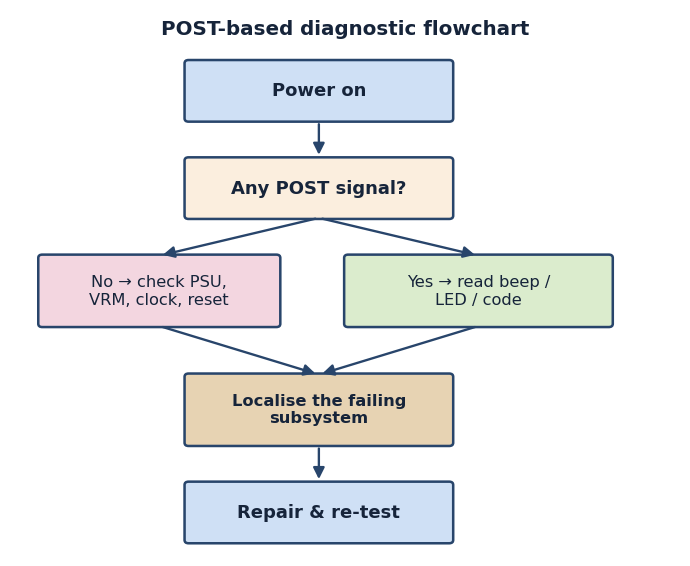 POST-based diagnostic flowchart
Power on
Any POST signal?
No → check PSU,
VRM, clock, reset
Yes → read beep /
LED / code
Localise the failing
subsystem
Repair & re-test